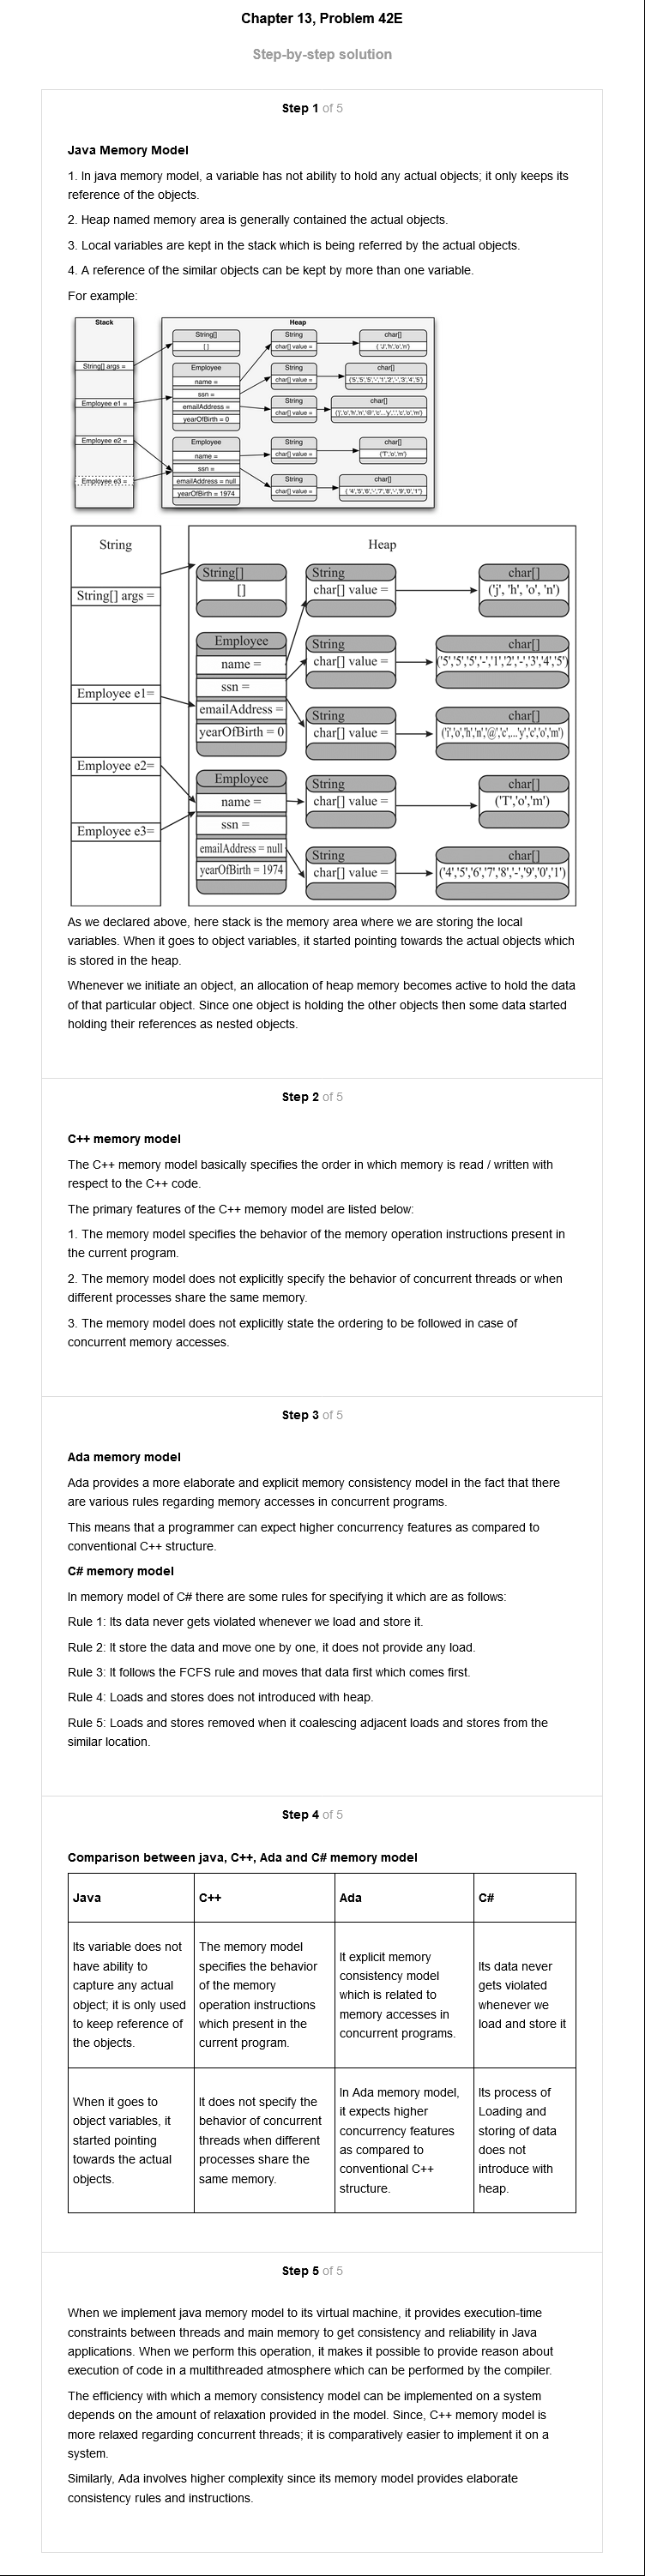 Chapter 13, Problem 42E
Step-by-step solution
Step 1 of 5
Java Memory Model
1. In java memory model, a variable has not ability to hold any actual objects; it only keeps its
reference of the objects.
2. Heap named memory area is generally contained the actual objects.
3. Local variables are kept in the stack which is being referred by the actual objects.
4. A reference of the similar objects can be kept by more than one variable.
For example:
Stack
Heap
String[]
String
char[]
[ ]
char[] value =
('J','h','o','n')
String[] args =
Employee
String
char[]
name =
char[] value =
('5','5','5','-','1','2','-','3','4','5')
ssn =
Employee e1 =
emailAddress =
String
char[]
yearOfBirth = 0
char[] value =
Employee e2 =
Employee
String
char[]
name =
char[] value =
('T','o','m')
ssn =
Employee e3 =
emailAddress = null
String
char[]
yearOfBirth = 1974
char[] value =
('4','5','6','-','7','8','-','9','0','1')
String
Heap
String[]
String
char[]
String[] args =
[]
char[] value =
('j', 'h', 'o', 'n')
Employee
String
char[]
name =
char[] value =
('5','5','5','-','1','2','-','3','4','5')
Employee e1=
ssn =
emailAddress =
String
char[]
yearOfBirth = 0
char[] value =
('i','o','h','n','@','c',...'y','c','o','m')
Employee e2=
Employee
String
char[]
name =
char[] value =
('T','o','m')
Employee e3=
ssn =
emailAddress = null
String
char[]
yearOfBirth = 1974
char[] value =
('4','5','6','7','8','-','9','0','1')
As we declared above, here stack is the memory area where we are storing the local
variables. When it goes to object variables, it started pointing towards the actual objects which
is stored in the heap.
Whenever we initiate an object, an allocation of heap memory becomes active to hold the data
of that particular object. Since one object is holding the other objects then some data started
holding their references as nested objects.
Step 2 of 5
C++ memory model
The C++ memory model basically specifies the order in which memory is read / written with
respect to the C++ code.
The primary features of the C++ memory model are listed below:
1. The memory model specifies the behavior of the memory operation instructions present in
the current program.
2. The memory model does not explicitly specify the behavior of concurrent threads or when
different processes share the same memory.
3. The memory model does not explicitly state the ordering to be followed in case of
concurrent memory accesses.
Step 3 of 5
Ada memory model
Ada provides a more elaborate and explicit memory consistency model in the fact that there
are various rules regarding memory accesses in concurrent programs.
This means that a programmer can expect higher concurrency features as compared to
conventional C++ structure.
C# memory model
In memory model of C# there are some rules for specifying it which are as follows:
Rule 1: Its data never gets violated whenever we load and store it.
Rule 2: It store the data and move one by one, it does not provide any load.
Rule 3: It follows the FCFS rule and moves that data first which comes first.
Rule 4: Loads and stores does not introduced with heap.
Rule 5: Loads and stores removed when it coalescing adjacent loads and stores from the
similar location.
Step 4 of 5
Comparison between java, C++, Ada and C# memory model
Java
C++
Ada
C#
Its variable does not
have ability to
capture any actual
object; it is only used
to keep reference of
the objects.
The memory model
specifies the behavior
of the memory
operation instructions
which present in the
current program.
It explicit memory
consistency model
which is related to
memory accesses in
concurrent programs.
Its data never
gets violated
whenever we
load and store it
When it goes to
object variables, it
started pointing
towards the actual
objects.
It does not specify the
behavior of concurrent
threads when different
processes share the
same memory.
In Ada memory model,
it expects higher
concurrency features
as compared to
conventional C++
structure.
Its process of
Loading and
storing of data
does not
introduce with
heap.
Step 5 of 5
When we implement java memory model to its virtual machine, it provides execution-time
constraints between threads and main memory to get consistency and reliability in Java
applications. When we perform this operation, it makes it possible to provide reason about
execution of code in a multithreaded atmosphere which can be performed by the compiler.
The efficiency with which a memory consistency model can be implemented on a system
depends on the amount of relaxation provided in the model. Since, C++ memory model is
more relaxed regarding concurrent threads; it is comparatively easier to implement it on a
system.
Similarly, Ada involves higher complexity since its memory model provides elaborate
consistency rules and instructions.